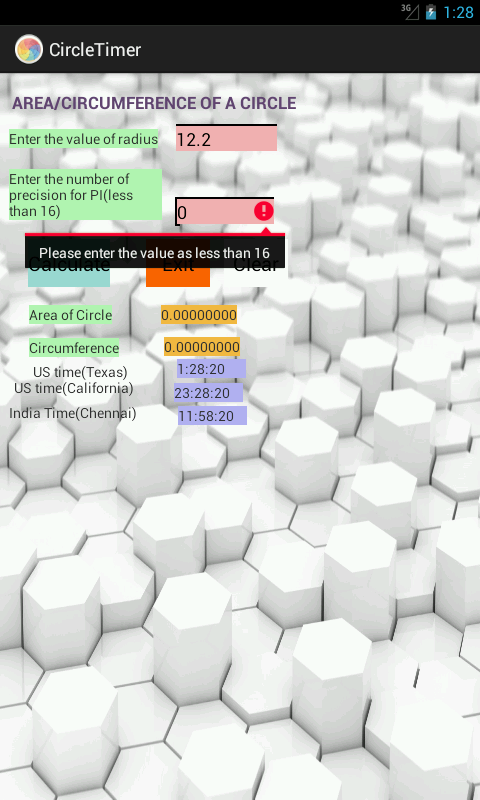 3G
1:28
CircleTimer
AREA/CIRCUMFERENCE OF A CIRCLE
Enter the value of radius
12.2
Enter the number of
precision for PI(less
than 16)
0
Please enter the value as less than 16
Calculate
Exit
Clear
Area of Circle
0.00000000
Circumference
0.00000000
US time(Texas)
1:28:20
US time(California)
23:28:20
India Time(Chennai)
11:58:20